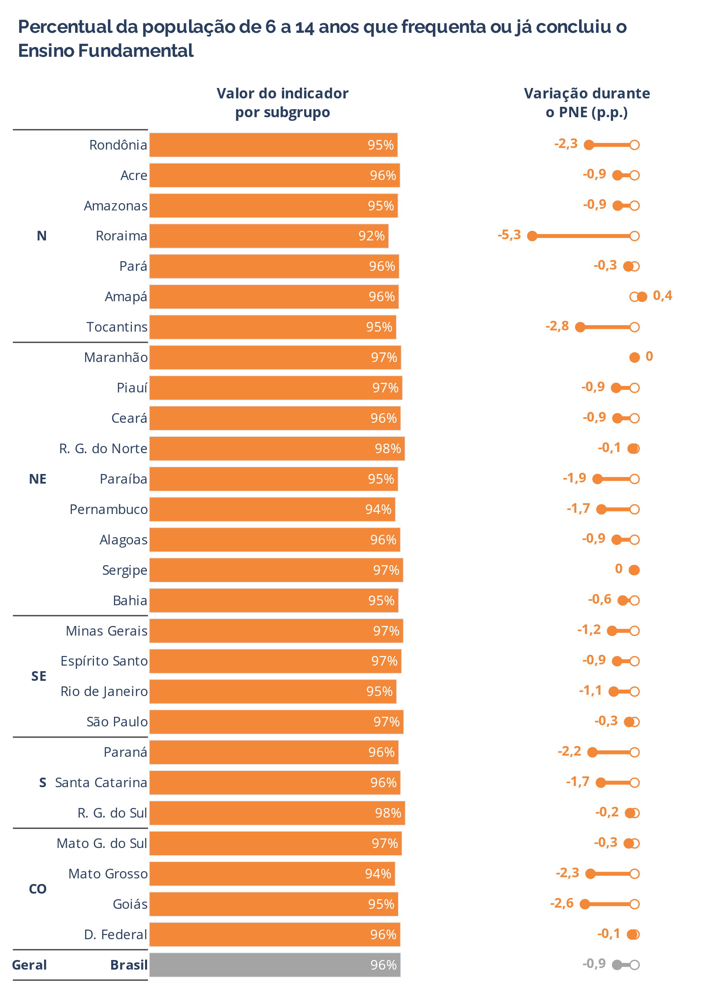 Percentual da população de 6 a 14 anos que frequenta ou já concluiu o
Ensino Fundamental
Valor do indicador
por subgrupo
Variação durante
o PNE (p.p.)
Rondônia 95% -2,3
Acre 96% -0,9
Amazonas 95% -0,9
N Roraima 92% -5,3
Pará 96% -0,3
Amapá 96% 0,4
Tocantins 95% -2,8
Maranhão 97% 0
Piauí 97% -0,9
Ceará 96% -0,9
R. G. do Norte 98% -0,1
NE Paraíba 95% -1,9
Pernambuco 94% -1,7
Alagoas 96% -0,9
Sergipe 97% 0
Bahia 95% -0,6
Minas Gerais 97% -1,2
Espírito Santo 97% -0,9
SE
Rio de Janeiro 95% -1,1
São Paulo 97% -0,3
Paraná 96% -2,2
S Santa Catarina 96% -1,7
R. G. do Sul 98% -0,2
Mato G. do Sul 97% -0,3
Mato Grosso 94% -2,3
CO
Goiás 95% -2,6
D. Federal 96% -0,1
Geral Brasil 96% -0,9